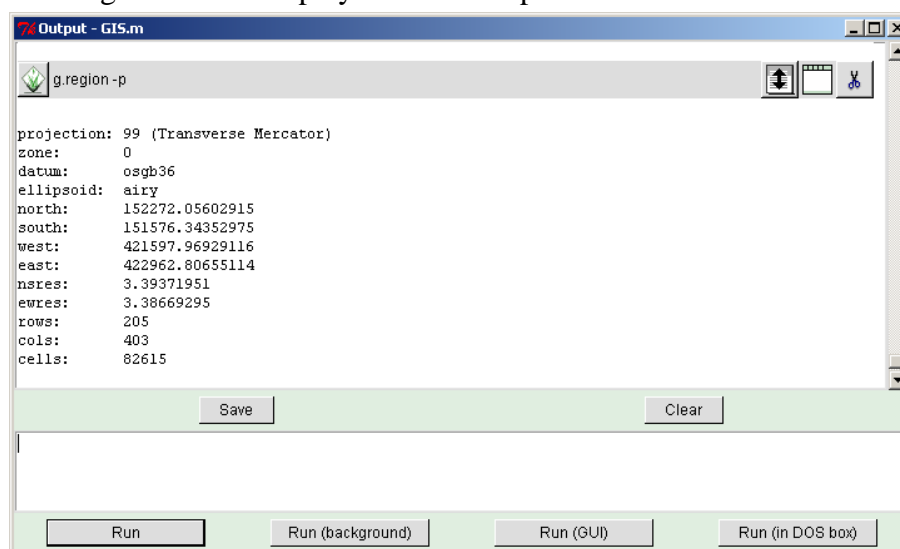 Output - GIS.m
g.region -p
projection: 99 (Transverse Mercator)
zone: 0
datum: osgb36
ellipsoid: airy
north: 152272.05602915
south: 151576.34352975
west: 421597.96929116
east: 422962.80655114
nsres: 3.39371951
ewres: 3.38669295
rows: 205
cols: 403
cells: 82615
Save Clear
Run Run (background) Run (GUI) Run (in DOS box)